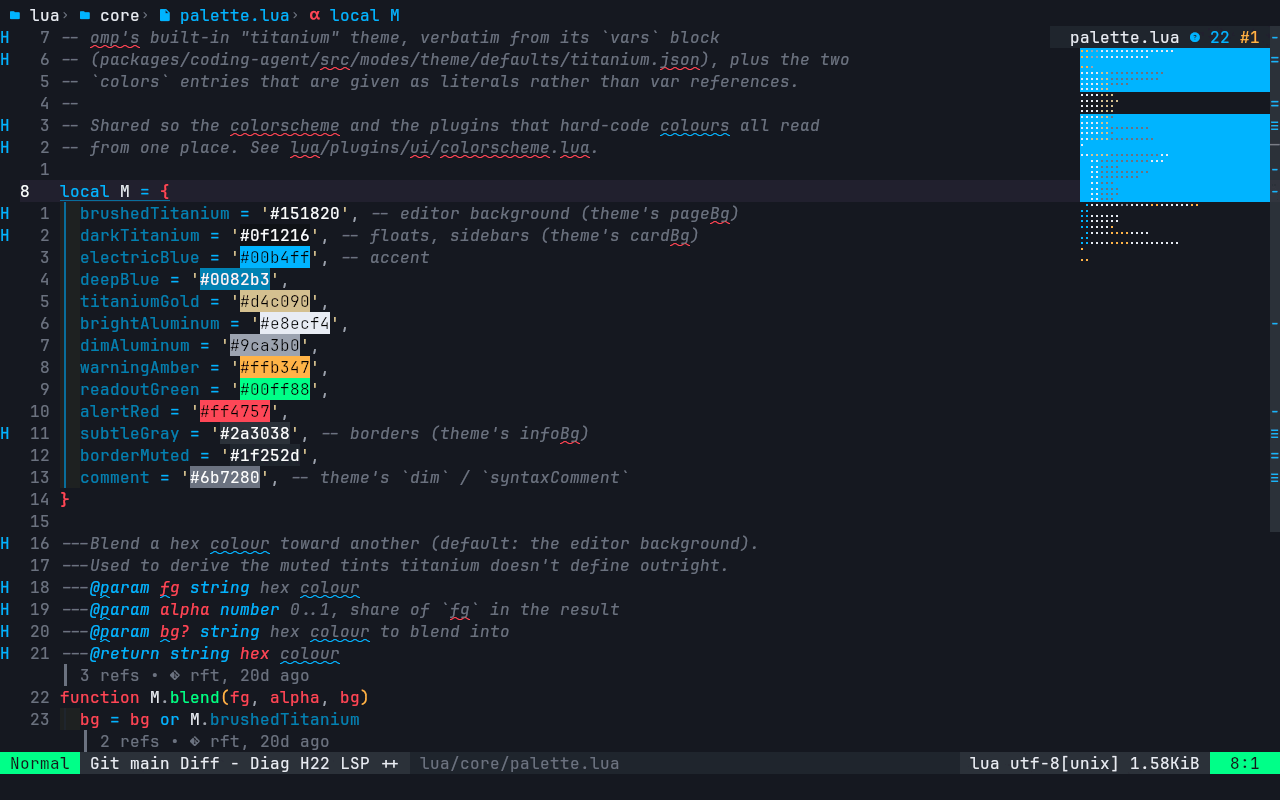 lua › core › palette.lua › α local M
H 7 -- omp's built-in "titanium" theme, verbatim from its `vars` block
palette.lua 22 #1
H 6 -- (packages/coding-agent/src/modes/theme/defaults/titanium.json), plus the two
5 -- `colors` entries that are given as literals rather than var references.
4 --
H 3 -- Shared so the colorscheme and the plugins that hard-code colours all read
H 2 -- from one place. See lua/plugins/ui/colorscheme.lua.
1
8 local M = {
H 1 brushedTitanium = '#151820', -- editor background (theme's pageBg)
H 2 darkTitanium = '#0f1216', -- floats, sidebars (theme's cardBg)
3 electricBlue = '#00b4ff', -- accent
4 deepBlue = '#0082b3',
5 titaniumGold = '#d4c090',
6 brightAluminum = '#e8ecf4',
7 dimAluminum = '#9ca3b0',
8 warningAmber = '#ffb347',
9 readoutGreen = '#00ff88',
10 alertRed = '#ff4757',
H 11 subtleGray = '#2a3038', -- borders (theme's infoBg)
12 borderMuted = '#1f252d',
13 comment = '#6b7280', -- theme's `dim` / `syntaxComment`
14 }
15
H 16 ---Blend a hex colour toward another (default: the editor background).
17 ---Used to derive the muted tints titanium doesn't define outright.
H 18 ---@param fg string hex colour
H 19 ---@param alpha number 0..1, share of `fg` in the result
H 20 ---@param bg? string hex colour to blend into
H 21 ---@return string hex colour
3 refs • rft, 20d ago
22 function M.blend(fg, alpha, bg)
23 bg = bg or M.brushedTitanium
2 refs • rft, 20d ago
Normal Git main Diff - Diag H22 LSP ++ lua/core/palette.lua lua utf-8[unix] 1.58KiB 8:1